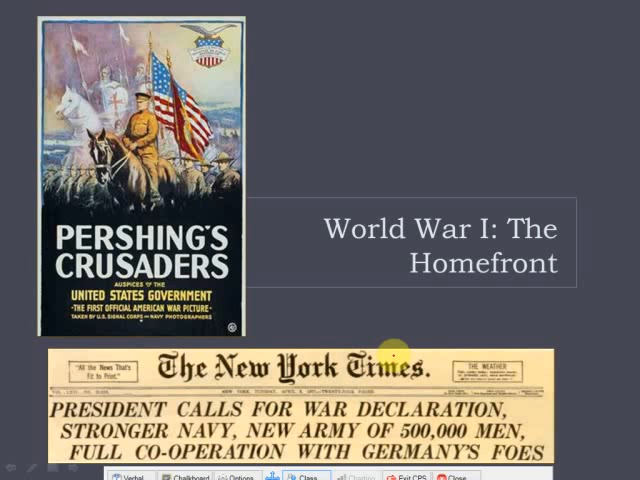 PERSHING'S
CRUSADERS
AUSPICES OF THE
UNITED STATES GOVERNMENT
-THE FIRST OFFICIAL AMERICAN WAR PICTURE-
TAKEN BY U.S. SIGNAL CORPS AND NAVY PHOTOGRAPHERS
World War I: The
Homefront
"All the News That's
Fit to Print."
The New York Times.
THE WEATHER
PRESIDENT CALLS FOR WAR DECLARATION,
STRONGER NAVY, NEW ARMY OF 500,000 MEN,
FULL CO-OPERATION WITH GERMANY'S FOES
Verbal
Chalkboard
Options
Class
Charting
Exit CPS
Close